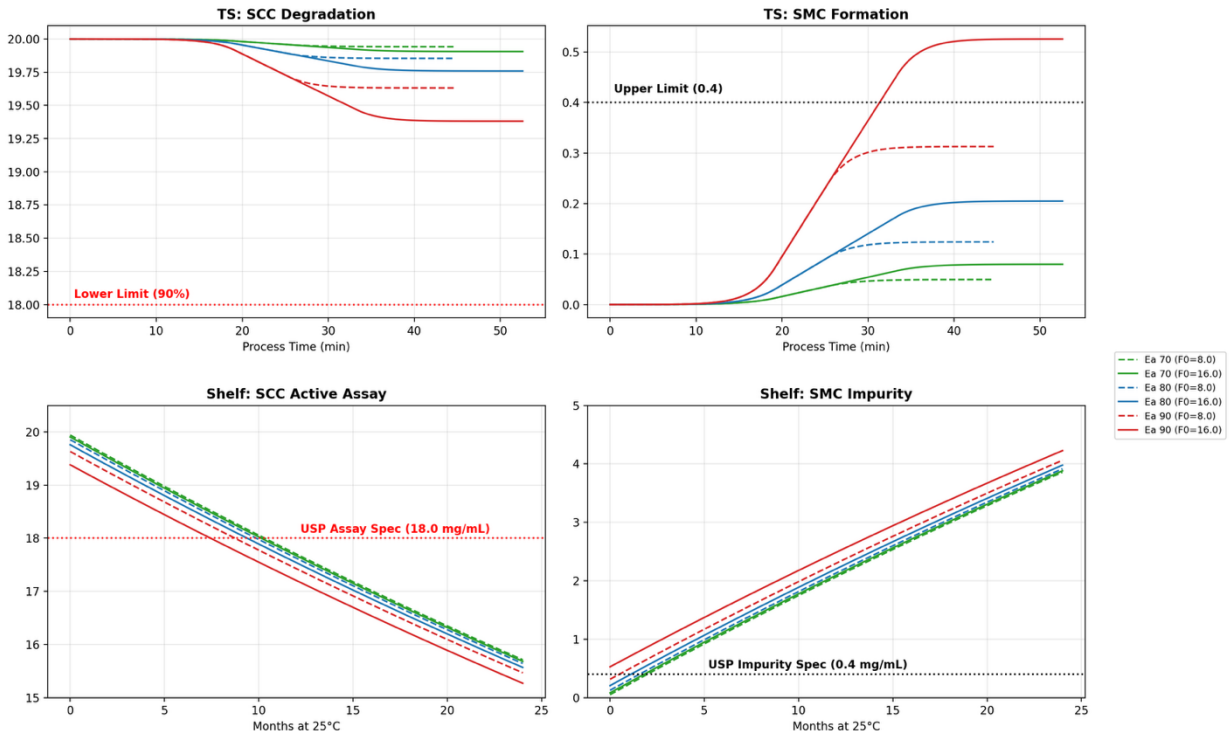 TS: SCC Degradation
20.00
19.75
19.50
19.25
19.00
18.75
18.50
18.25
18.00
Lower Limit (90%)
0 10 20 30 40 50
Process Time (min)
TS: SMC Formation
0.5
0.4
0.3
0.2
0.1
0.0
Upper Limit (0.4)
0 10 20 30 40 50
Process Time (min)
Ea 70 (F0=8.0)
Ea 70 (F0=16.0)
Ea 80 (F0=8.0)
Ea 80 (F0=16.0)
Ea 90 (F0=8.0)
Ea 90 (F0=16.0)
Shelf: SCC Active Assay
20
19
18
17
16
15
USP Assay Spec (18.0 mg/mL)
0 5 10 15 20 25
Months at 25°C
Shelf: SMC Impurity
5
4
3
2
1
0
USP Impurity Spec (0.4 mg/mL)
0 5 10 15 20 25
Months at 25°C